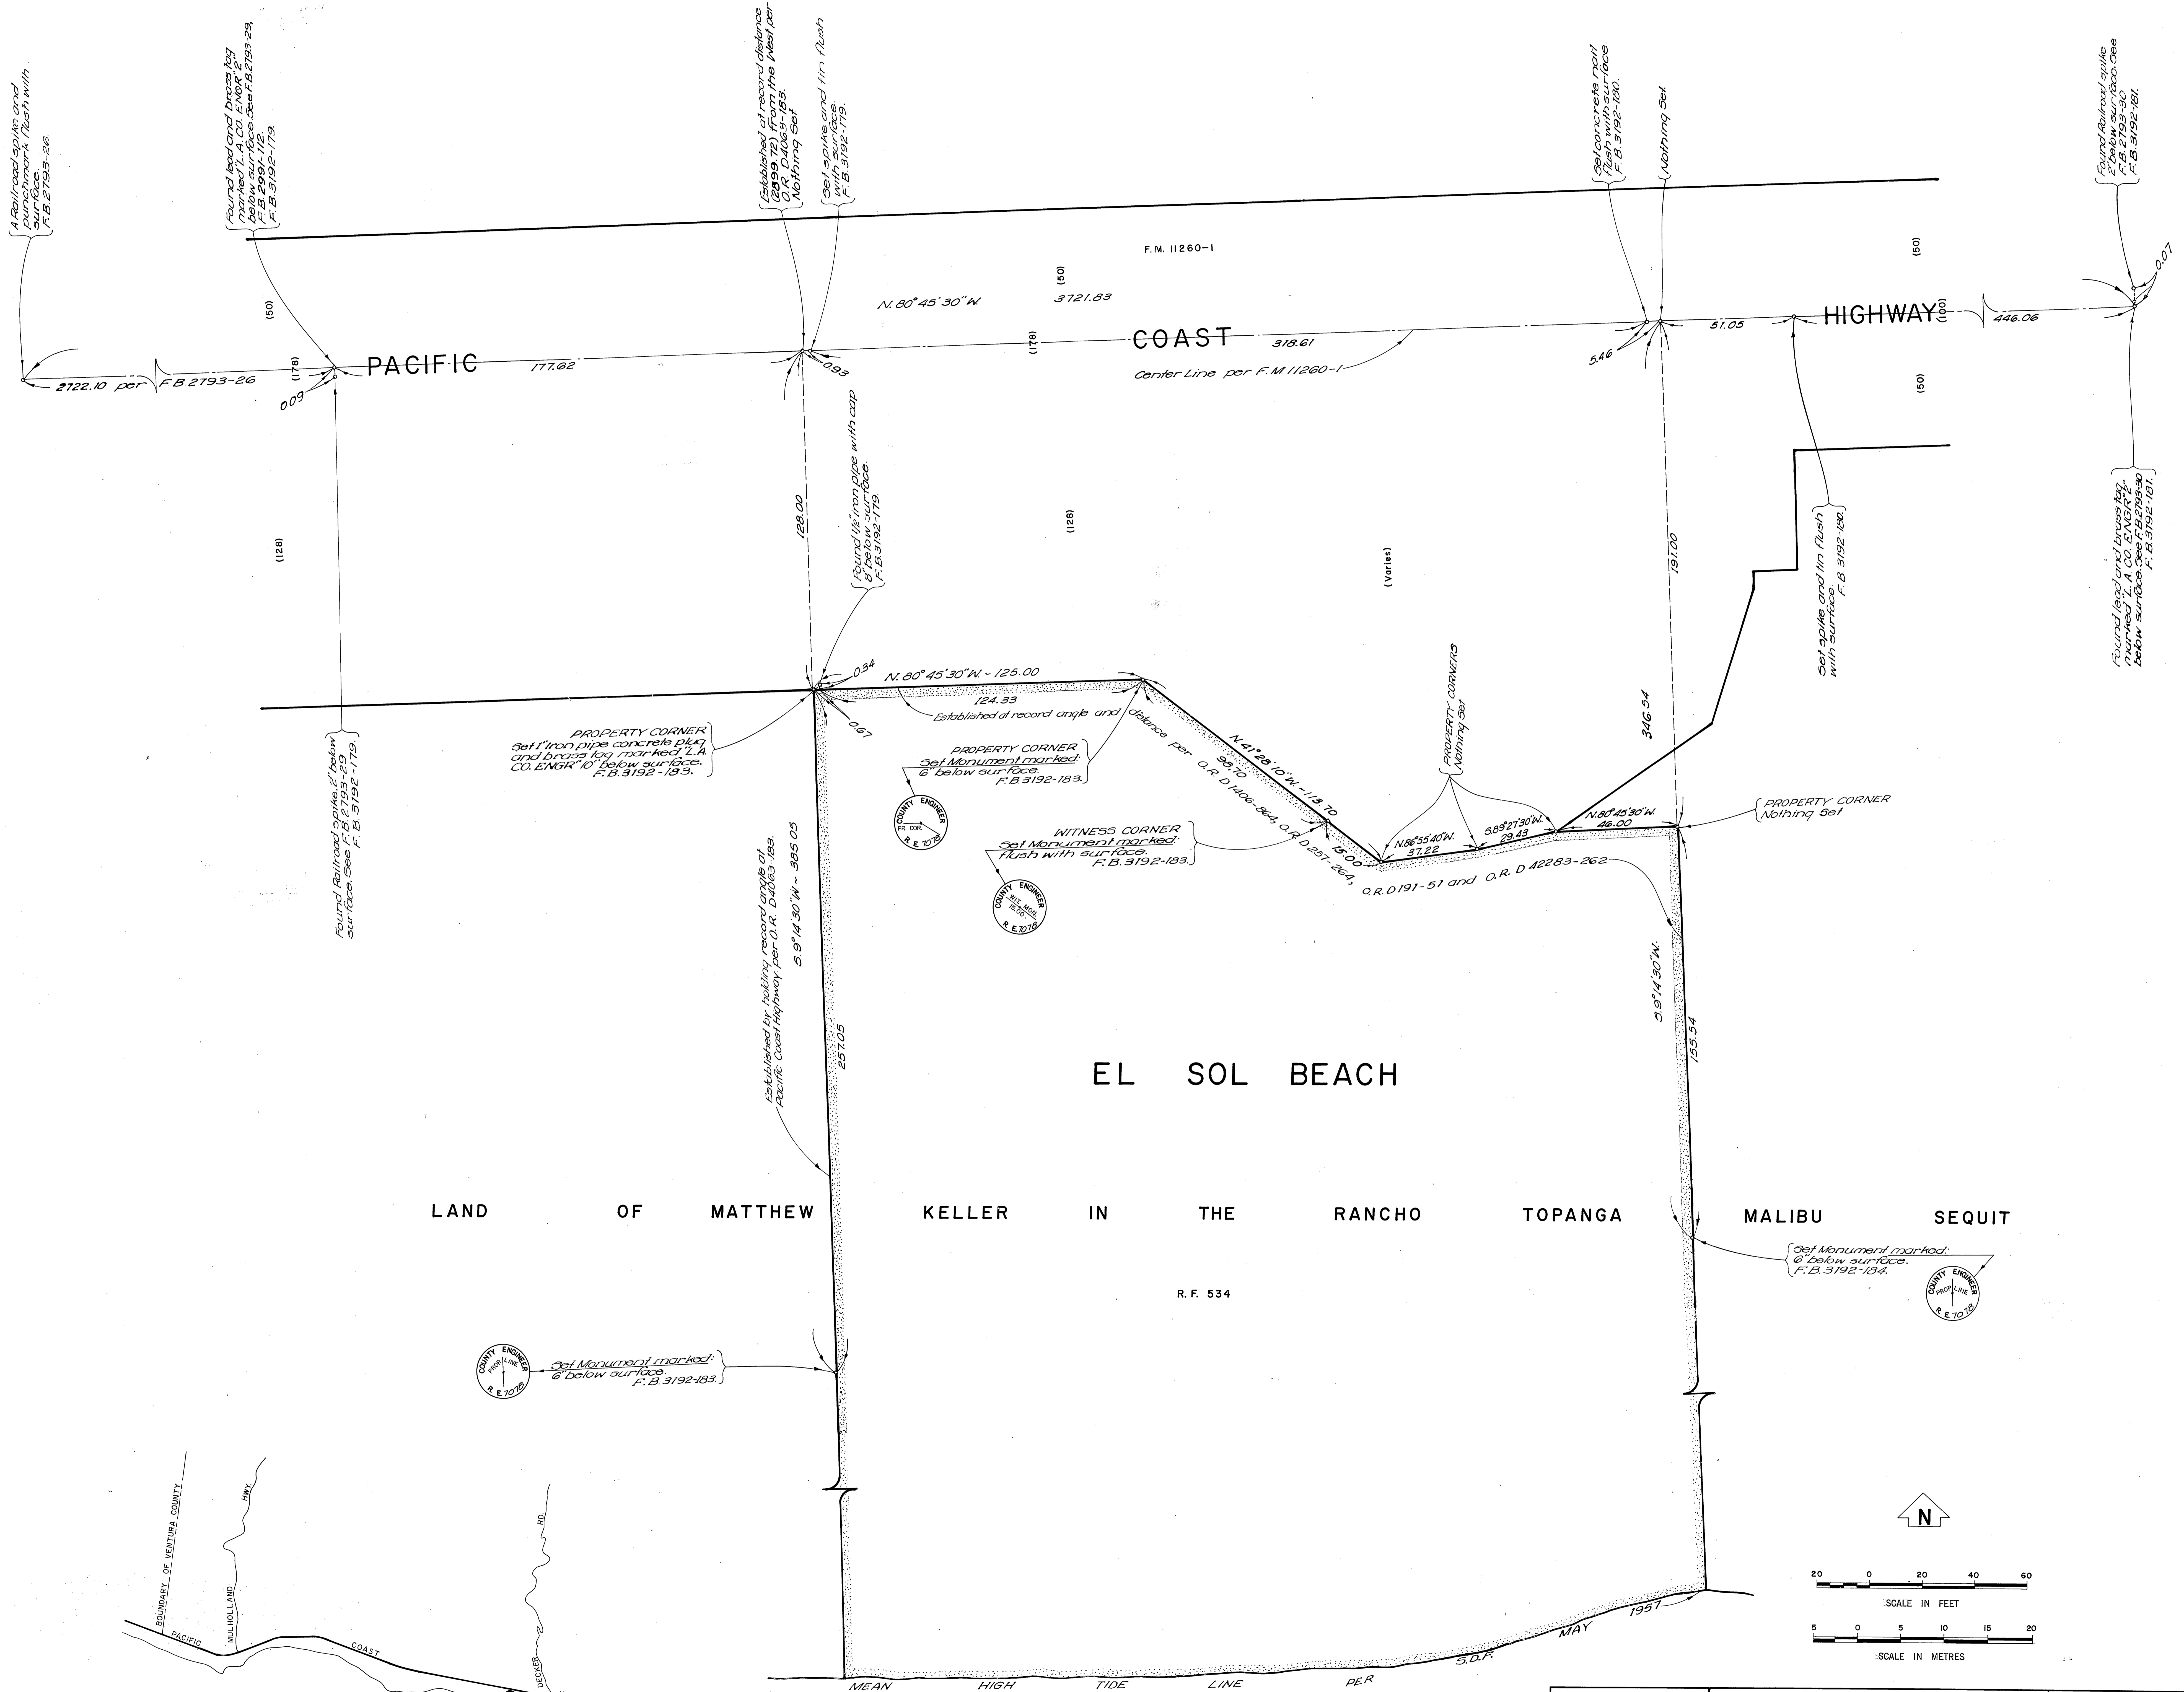 A Railroad spike and
punchmark flush with
surface.
F.B. 2793-26.
Found lead and brass tag
marked "L.A. CO. ENGR" 2"
below surface. See F.B. 2793-29,
F.B. 2991-112.
F.B. 3192-179.
Established at record distance
(2899.72) from the West per
O.R. D4063-183.
Nothing Set.
Set spike and tin flush
with surface.
F.B. 3192-179.
Set concrete nail
flush with surface.
F.B. 3192-180.
Nothing Set.
Found Railroad spike
2" below surface. See
F.B. 2793-30
F.B. 3192-181.
F. M. 11260-1
(50)
(50)
(50)
N. 80° 45' 30" W. 3721.83
0.07
PACIFIC COAST HIGHWAY
2722.10 per F.B. 2793-26
(178)
0.09
177.62
0.93
(178)
318.61
Center Line per F.M. 11260-1
5.46
51.05
(100)
446.06
(50)
Found 1/2" iron pipe with cap
8" below surface.
F.B. 3192-179.
128.00
(128)
(128)
(Varies)
191.00
Set spike and tin flush
with surface.
F.B. 3192-180.
Found lead and brass tag
marked "L.A. CO. ENGR" 5"
below surface. See F.B. 2793-30
F.B. 3192-181.
Found Railroad spike, 2" below
surface. See F.B. 2793-29
F.B. 3192-179.
0.34
N. 80° 45' 30" W. - 125.00
124.33
0.67
Established at record angle and distance per O.R. D1406-864, O.R. D257-264,
O.R. D191-51 and O.R. D 42283-262
PROPERTY CORNER
Set 1" iron pipe concrete plug
and brass tag marked "L.A.
CO. ENGR" 10" below surface.
F.B. 3192-183.
PROPERTY CORNER
Set Monument marked:
6" below surface.
F.B. 3192-183.
COUNTY ENGINEER
PR. COR.
R. E. 7078
N. 41° 28' 10" W. - 113.70
98.70
15.00
WITNESS CORNER
Set Monument marked:
flush with surface.
F.B. 3192-183.
COUNTY ENGINEER
WIT. MON.
15.00
R. E. 7078
PROPERTY CORNERS
Nothing Set
346.54
N. 86° 55' 40" W.
37.22
S. 89° 27' 30" W.
29.43
N. 80° 45' 30" W.
46.00
PROPERTY CORNER
Nothing Set
Established by holding record angle at
Pacific Coast Highway per O.R. D4063-183.
S. 9° 14' 30" W. ~ 385.05
257.05
S. 9° 14' 30" W.
155.54
EL SOL BEACH
LAND OF MATTHEW KELLER IN THE RANCHO TOPANGA MALIBU SEQUIT
R. F. 534
Set Monument marked:
6" below surface.
F.B. 3192-184.
COUNTY ENGINEER
PROP LINE
R. E. 7078
COUNTY ENGINEER
PROP LINE
R. E. 7078
Set Monument marked:
6" below surface.
F.B. 3192-183.
BOUNDARY OF VENTURA COUNTY
MULHOLLAND HWY.
DECKER RD.
PACIFIC COAST
N
20 0 20 40 60
SCALE IN FEET
5 0 5 10 15 20
SCALE IN METRES
MEAN HIGH TIDE LINE PER S.D.F. MAY 1957